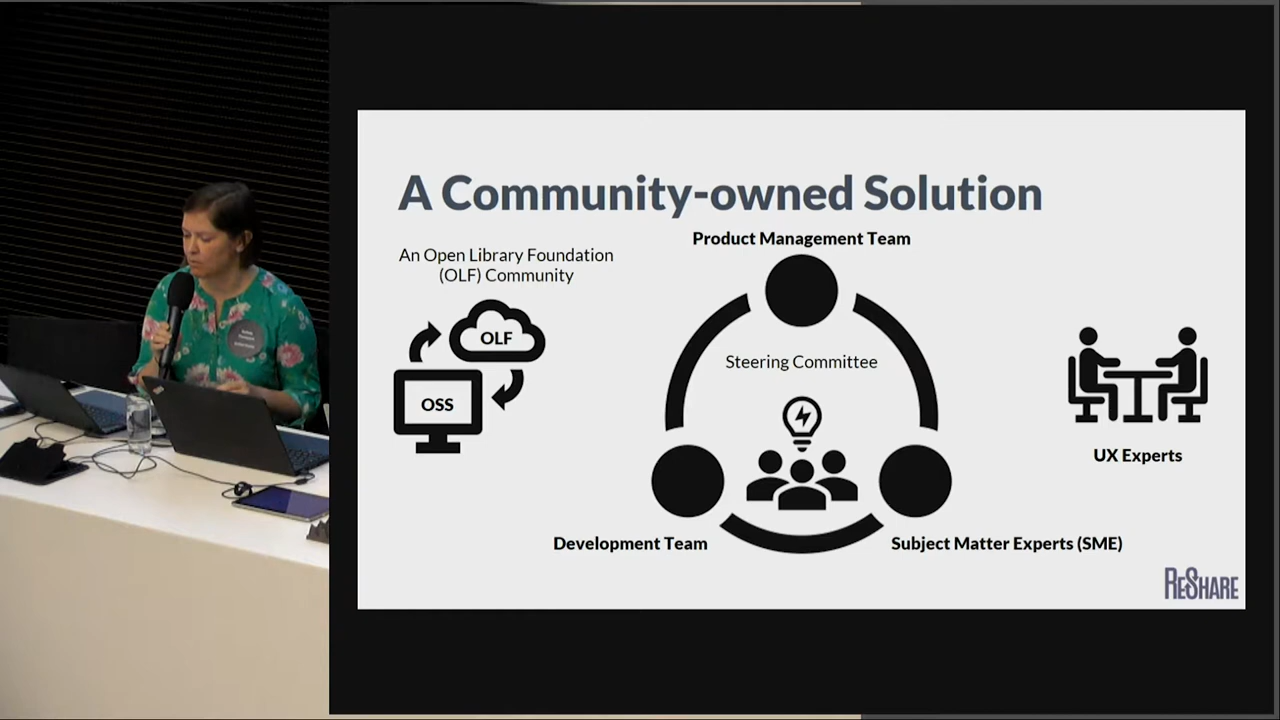 A Community-owned Solution
An Open Library Foundation
(OLF) Community
OLF
OSS
Product Management Team
Steering Committee
Development Team
Subject Matter Experts (SME)
UX Experts
RESHARE